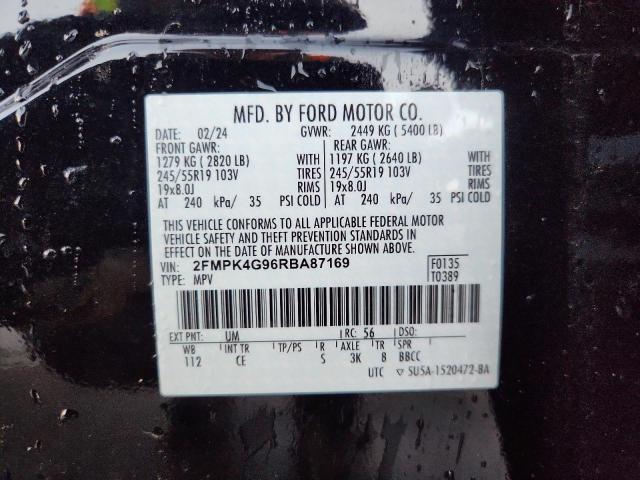 MFD. BY FORD MOTOR CO.
DATE: 02/24 GVWR: 2449 KG ( 5400 LB)
FRONT GAWR: REAR GAWR:
1279 KG ( 2820 LB) WITH 1197 KG ( 2640 LB) WITH
245/55R19 103V TIRES 245/55R19 103V TIRES
19x8.0J RIMS 19x8.0J RIMS
AT 240 kPa/ 35 PSI COLD AT 240 kPa/ 35 PSI COLD
THIS VEHICLE CONFORMS TO ALL APPLICABLE FEDERAL MOTOR
VEHICLE SAFETY AND THEFT PREVENTION STANDARDS IN
EFFECT ON THE DATE OF MANUFACTURE SHOWN ABOVE.
VIN: 2FMPK4G96RBA87169 F0135
TYPE: MPV T0389
EXT PNT: UM RC: 56 DSO:
WB INT TR TP/PS R AXLE TR SPR
112 CE S 3K 8 BBCC
UTC ▽ SU5A-1520472-BA